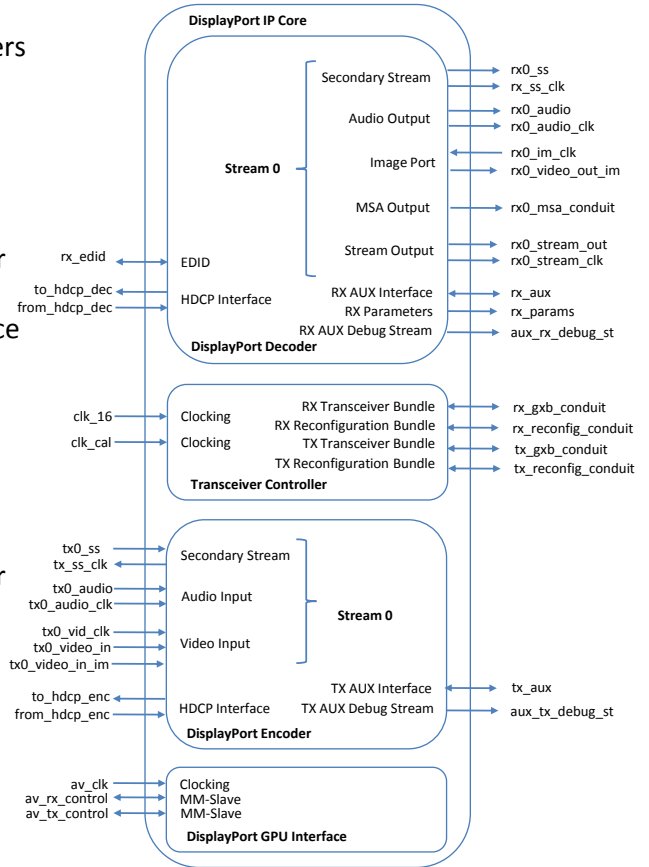 DisplayPort IP Core
ers
r
ce
r
Secondary Stream
rx0_ss
rx_ss_clk
Audio Output
rx0_audio
rx0_audio_clk
Stream 0
Image Port
rx0_im_clk
rx0_video_out_im
MSA Output
rx0_msa_conduit
Stream Output
rx0_stream_out
rx0_stream_clk
rx_edid
EDID
to_hdcp_dec
from_hdcp_dec
HDCP Interface
RX AUX Interface
rx_aux
RX Parameters
rx_params
RX AUX Debug Stream
aux_rx_debug_st
DisplayPort Decoder
clk_16
Clocking
clk_cal
Clocking
RX Transceiver Bundle
rx_gxb_conduit
RX Reconfiguration Bundle
rx_reconfig_conduit
TX Transceiver Bundle
tx_gxb_conduit
TX Reconfiguration Bundle
tx_reconfig_conduit
Transceiver Controller
tx0_ss
tx_ss_clk
Secondary Stream
tx0_audio
tx0_audio_clk
Audio Input
Stream 0
tx0_vid_clk
tx0_video_in
tx0_video_in_im
Video Input
to_hdcp_enc
from_hdcp_enc
HDCP Interface
TX AUX Interface
tx_aux
TX AUX Debug Stream
aux_tx_debug_st
DisplayPort Encoder
av_clk
Clocking
av_rx_control
MM-Slave
av_tx_control
MM-Slave
DisplayPort GPU Interface